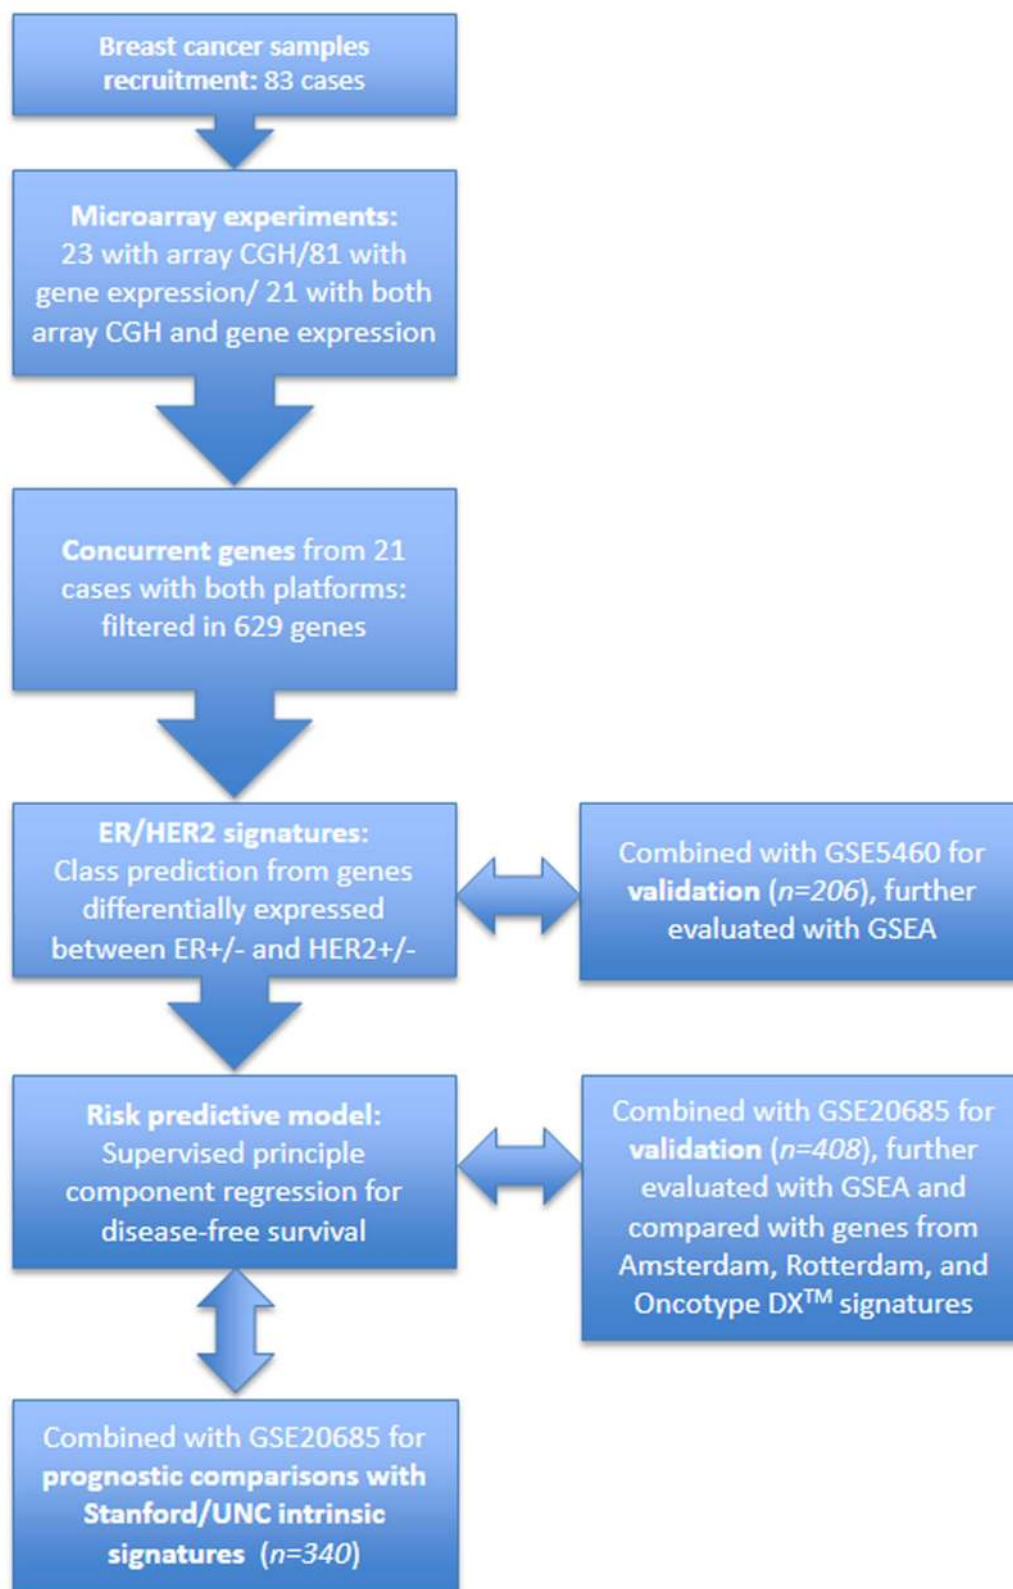 Breast cancer samples
recruitment: 83 cases
Microarray experiments:
23 with array CGH/81 with
gene expression/ 21 with both
array CGH and gene expression
Concurrent genes from 21
cases with both platforms:
filtered in 629 genes
ER/HER2 signatures:
Class prediction from genes
differentially expressed
between ER+/- and HER2+/-
Combined with GSE5460 for
validation (n=206), further
evaluated with GSEA
Risk predictive model:
Supervised principle
component regression for
disease-free survival
Combined with GSE20685 for
validation (n=408), further
evaluated with GSEA and
compared with genes from
Amsterdam, Rotterdam, and
Oncotype DX™ signatures
Combined with GSE20685 for
prognostic comparisons with
Stanford/UNC intrinsic
signatures (n=340)